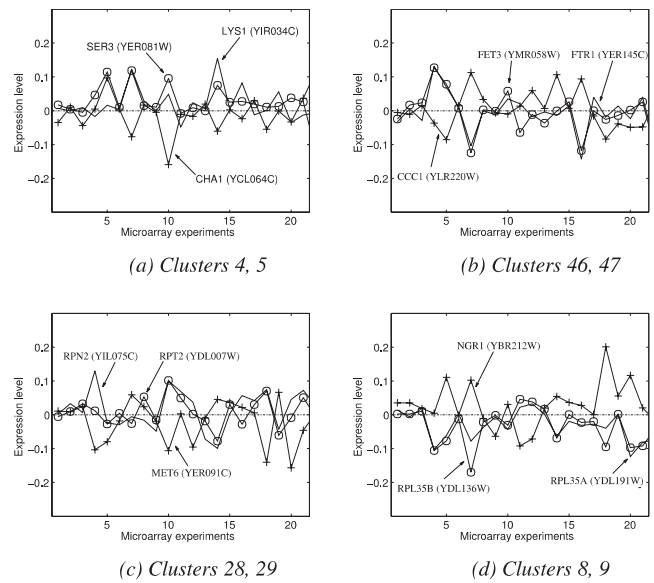 0.2
0.1
0
−0.1
−0.2
Expression level
SER3 (YER081W)
LYS1 (YIR034C)
CHA1 (YCL064C)
5 10 15 20
Microarray experiments
(a) Clusters 4, 5
0.2
0.1
0
−0.1
−0.2
Expression level
FET3 (YMR058W)
FTR1 (YER145C)
CCC1 (YLR220W)
5 10 15 20
Microarray experiments
(b) Clusters 46, 47
0.2
0.1
0
−0.1
−0.2
Expression level
RPN2 (YIL075C)
RPT2 (YDL007W)
MET6 (YER091C)
5 10 15 20
Microarray experiments
(c) Clusters 28, 29
0.2
0.1
0
−0.1
−0.2
Expression level
NGR1 (YBR212W)
RPL35B (YDL136W)
RPL35A (YDL191W)
5 10 15 20
Microarray experiments
(d) Clusters 8, 9